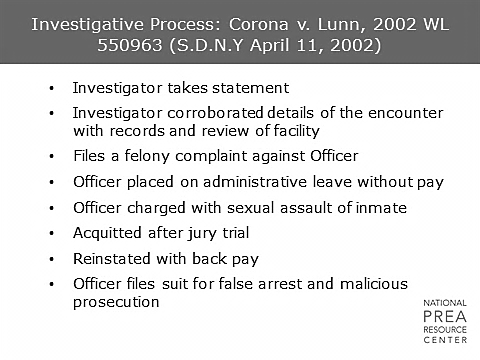 Investigative Process: Corona v. Lunn, 2002 WL
550963 (S.D.N.Y April 11, 2002)
• Investigator takes statement
• Investigator corroborated details of the encounter
with records and review of facility
• Files a felony complaint against Officer
• Officer placed on administrative leave without pay
• Officer charged with sexual assault of inmate
• Acquitted after jury trial
• Reinstated with back pay
• Officer files suit for false arrest and malicious
prosecution
NATIONAL
PREA
RESOURCE
CENTER